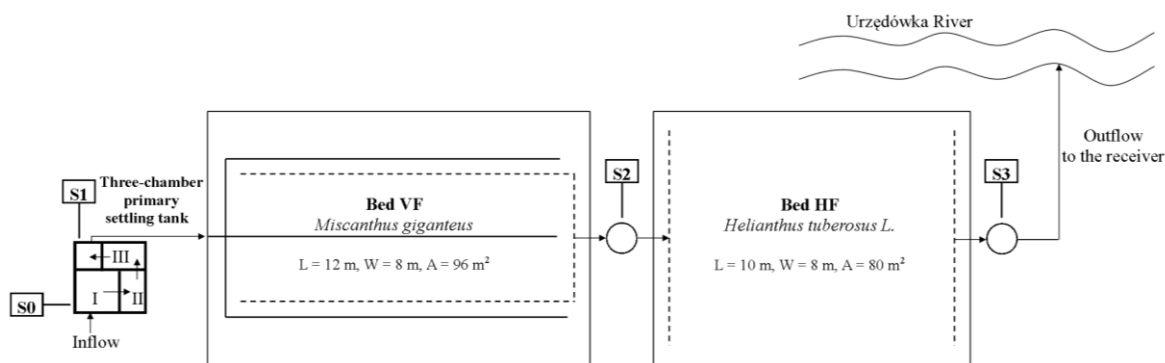 Urzędówka River
Outflow
to the receiver
S1
Three-chamber
primary
settling tank
S2
S3
Bed VF
Miscanthus giganteus
L = 12 m, W = 8 m, A = 96 m²
Bed HF
Helianthus tuberosus L.
L = 10 m, W = 8 m, A = 80 m²
III
I
II
S0
Inflow